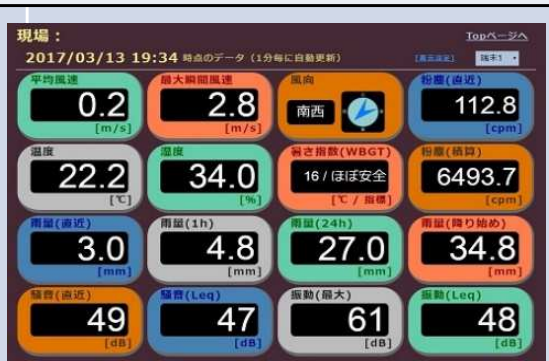 現場：
Topページへ
2017/03/13 19:34 時点のデータ (1分毎に自動更新)
[表示設定] 端末1
平均風速 最大瞬間風速 風向 粉塵(直近)
0.2 2.8 南西 112.8
[m/s] [m/s] [cpm]
温度 湿度 暑さ指数(WBGT) 粉塵(積算)
22.2 34.0 16 / ほぼ安全 6493.7
[℃] [%] [℃ / 指標] [cpm]
雨量(直近) 雨量(1h) 雨量(24h) 雨量(降り始め)
3.0 4.8 27.0 34.8
[mm] [mm] [mm] [mm]
騒音(直近) 騒音(Leq) 振動(最大) 振動(Leq)
49 47 61 48
[dB] [dB] [dB] [dB]